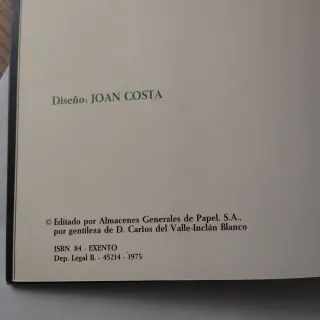 Diseño: JOAN COSTA
© Editado por Almacenes Generales de Papel, S.A.,
por gentileza de D. Carlos del Valle-Inclán Blanco
ISBN 84 - EXENTO
Dep. Legal B. - 45214 - 1975